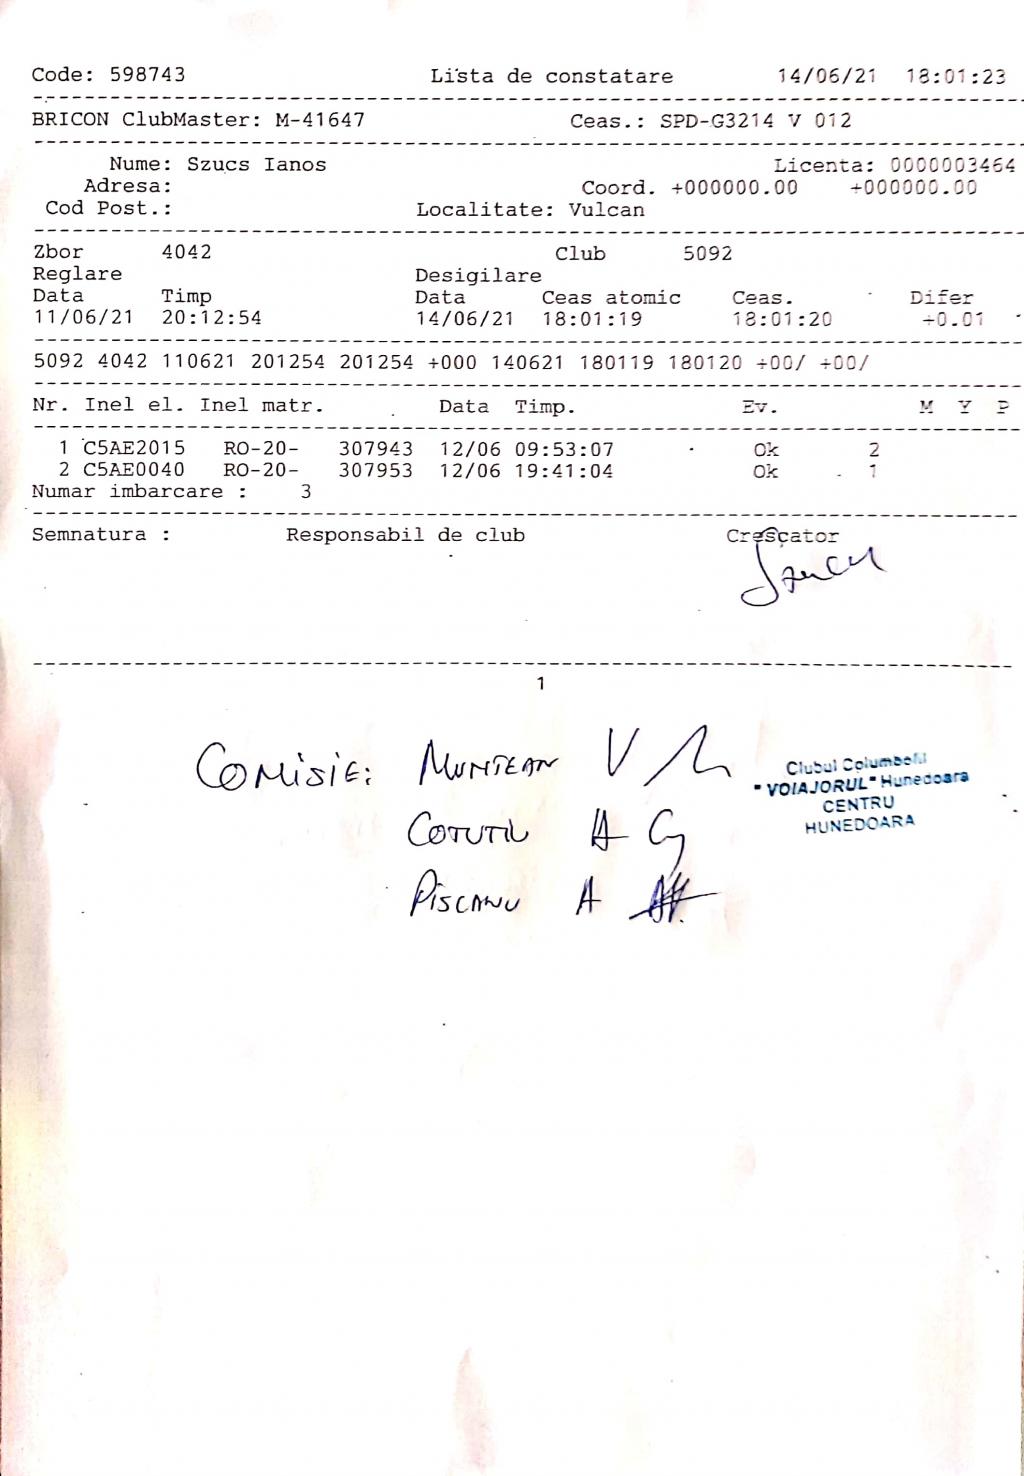 Code: 598743 Lista de constatare 14/06/21 18:01:23
BRICON ClubMaster: M-41647 Ceas.: SPD-G3214 V 012
Nume: Szucs Ianos Licenta: 0000003464
Adresa: Coord. +000000.00 +000000.00
Cod Post.: Localitate: Vulcan
Zbor 4042 Club 5092
Reglare Desigilare
Data Timp Data Ceas atomic Ceas. Difer
11/06/21 20:12:54 14/06/21 18:01:19 18:01:20 +0.01
5092 4042 110621 201254 201254 +000 140621 180119 180120 +00/ +00/
Nr. Inel el. Inel matr. Data Timp. Ev. M Y P
1 C5AE2015 RO-20- 307943 12/06 09:53:07 Ok 2
2 C5AE0040 RO-20- 307953 12/06 19:41:04 Ok 1
Numar imbarcare : 3
Semnatura : Responsabil de club Crescator
1
COMISIE: MUNTEAN V
COTUTIL A
PISCANU A
Clubul Columbofil
"VOIAJORUL" Hunedoara
CENTRU
HUNEDOARA